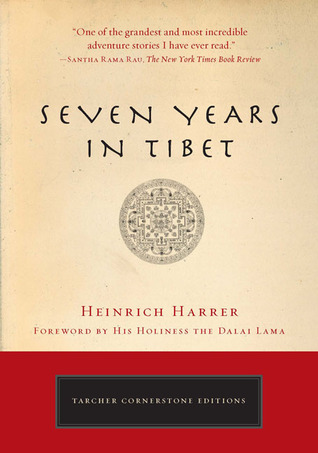 "One of the grandest and most incredible
adventure stories I have ever read."
—Santha Rama Rau, The New York Times Book Review
SEVEN YEARS
IN TIBET
Heinrich Harrer
Foreword by His Holiness the Dalai Lama
TARCHER CORNERSTONE EDITIONS